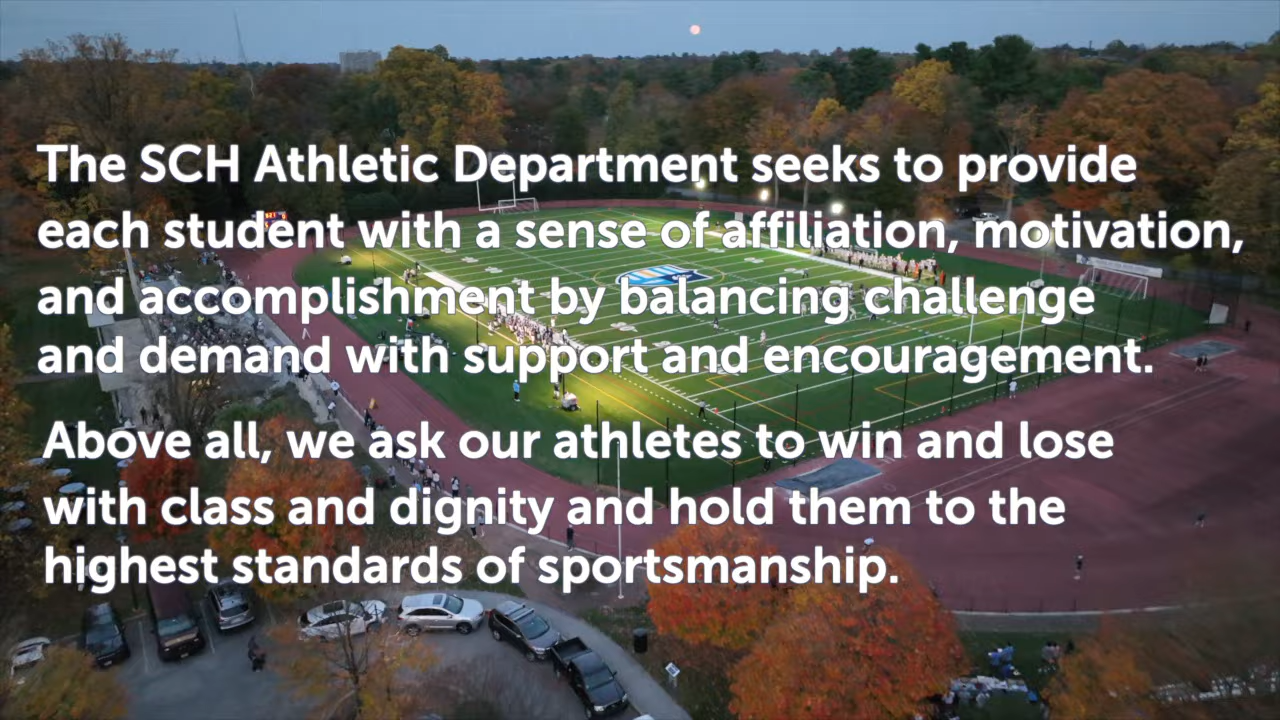 The SCH Athletic Department seeks to provide
each student with a sense of affiliation, motivation,
and accomplishment by balancing challenge
and demand with support and encouragement.
Above all, we ask our athletes to win and lose
with class and dignity and hold them to the
highest standards of sportsmanship.